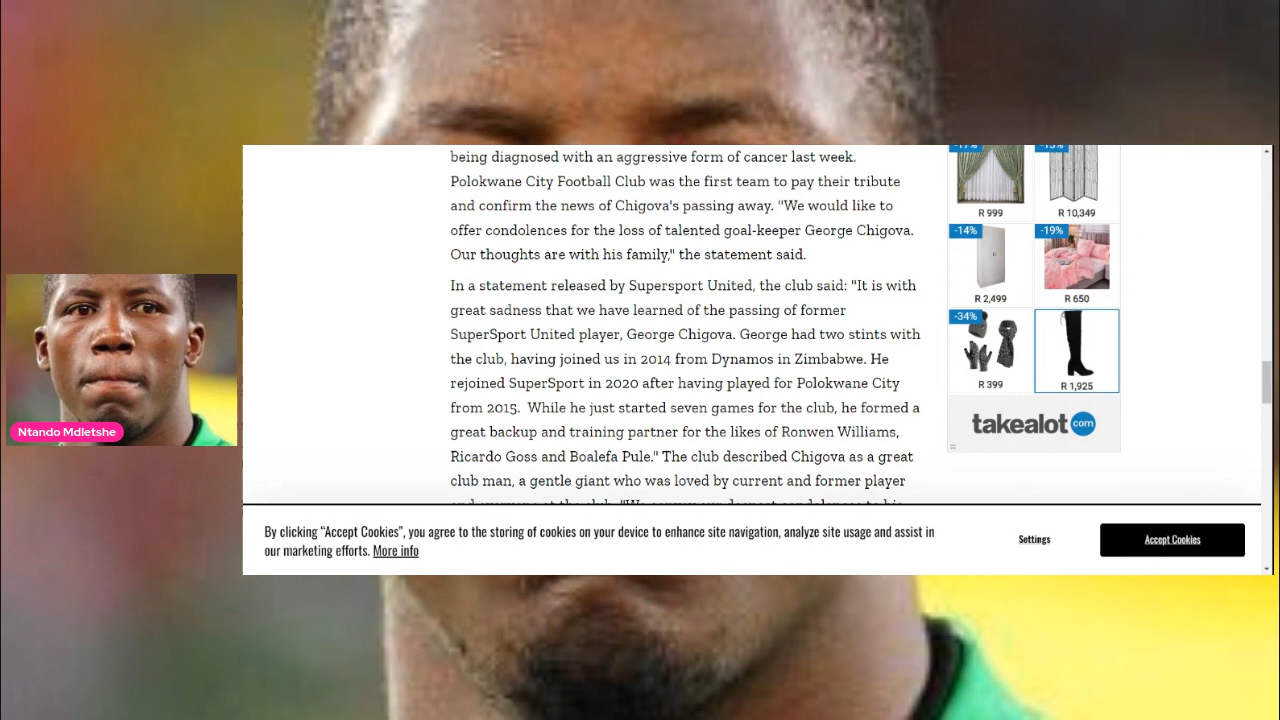 being diagnosed with an aggressive form of cancer last week.
Polokwane City Football Club was the first team to pay their tribute
and confirm the news of Chigova's passing away. "We would like to
offer condolences for the loss of talented goal-keeper George Chigova.
Our thoughts are with his family," the statement said.
In a statement released by Supersport United, the club said: "It is with
great sadness that we have learned of the passing of former
SuperSport United player, George Chigova. George had two stints with
the club, having joined us in 2014 from Dynamos in Zimbabwe. He
rejoined SuperSport in 2020 after having played for Polokwane City
from 2015. While he just started seven games for the club, he formed a
great backup and training partner for the likes of Ronwen Williams,
Ricardo Goss and Boalefa Pule." The club described Chigova as a great
club man, a gentle giant who was loved by current and former player
-17%
-13%
R 999
R 10,349
-14%
-19%
R 2,499
R 650
-34%
R 399
R 1,925
takealot com
Ntando Mdletshe
By clicking “Accept Cookies”, you agree to the storing of cookies on your device to enhance site navigation, analyze site usage and assist in
our marketing efforts. More info
Settings
Accept Cookies